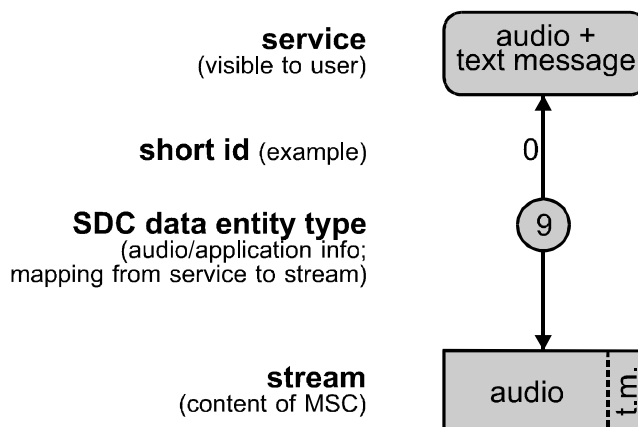 service
(visible to user)
audio +
text message
short id (example)
0
SDC data entity type
(audio/application info;
mapping from service to stream)
9
stream
(content of MSC)
audio
t.m.